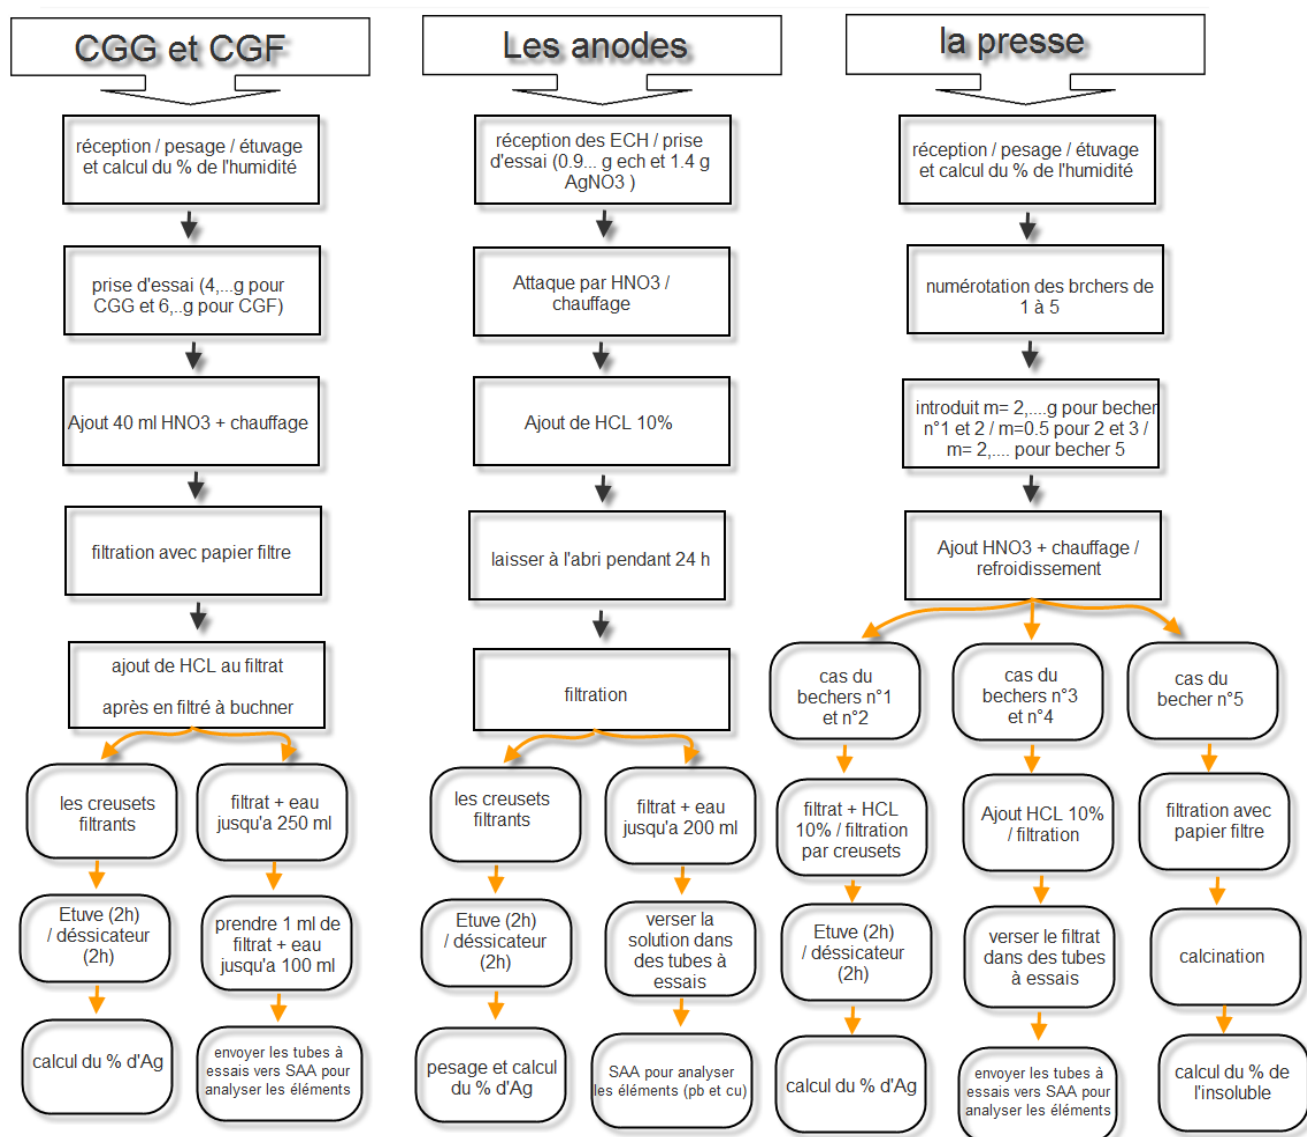 CGG et CGF
réception / pesage / étuvage
et calcul du % de l'humidité
prise d'essai (4,...g pour
CGG et 6,..g pour CGF)
Ajout 40 ml HNO3 + chauffage
filtration avec papier filtre
ajout de HCL au filtrat
après en filtré à buchner
les creusets
filtrants
Etuve (2h)
/ déssicateur
(2h)
calcul du % d'Ag
filtrat + eau
jusqu'a 250 ml
prendre 1 ml de
filtrat + eau
jusqu'a 100 ml
envoyer les tubes à
essais vers SAA pour
analyser les éléments
Les anodes
réception des ECH / prise
d'essai (0.9... g ech et 1.4 g
AgNO3 )
Attaque par HNO3 /
chauffage
Ajout de HCL 10%
laisser à l'abri pendant 24 h
filtration
les creusets
filtrants
Etuve (2h)
/ déssicateur
(2h)
pesage et calcul
du % d'Ag
filtrat + eau
jusqu'a 200 ml
verser la
solution dans
des tubes à
essais
SAA pour analyser
les éléments (pb et cu)
la presse
réception / pesage / étuvage
et calcul du % de l'humidité
numérotation des brchers de
1 à 5
introduit m= 2,....g pour becher
n°1 et 2 / m=0.5 pour 2 et 3 /
m= 2,.... pour becher 5
Ajout HNO3 + chauffage /
refroidissement
cas du
bechers n°1
et n°2
filtrat + HCL
10% / filtration
par creusets
Etuve (2h)
/ déssicateur
(2h)
calcul du % d'Ag
cas du
bechers n°3
et n°4
Ajout HCL 10%
/ filtration
verser le filtrat
dans des tubes
à essais
envoyer les tubes à
essais vers SAA pour
analyser les éléments
cas du
becher n°5
filtration avec
papier filtre
calcination
calcul du % de
l'insoluble